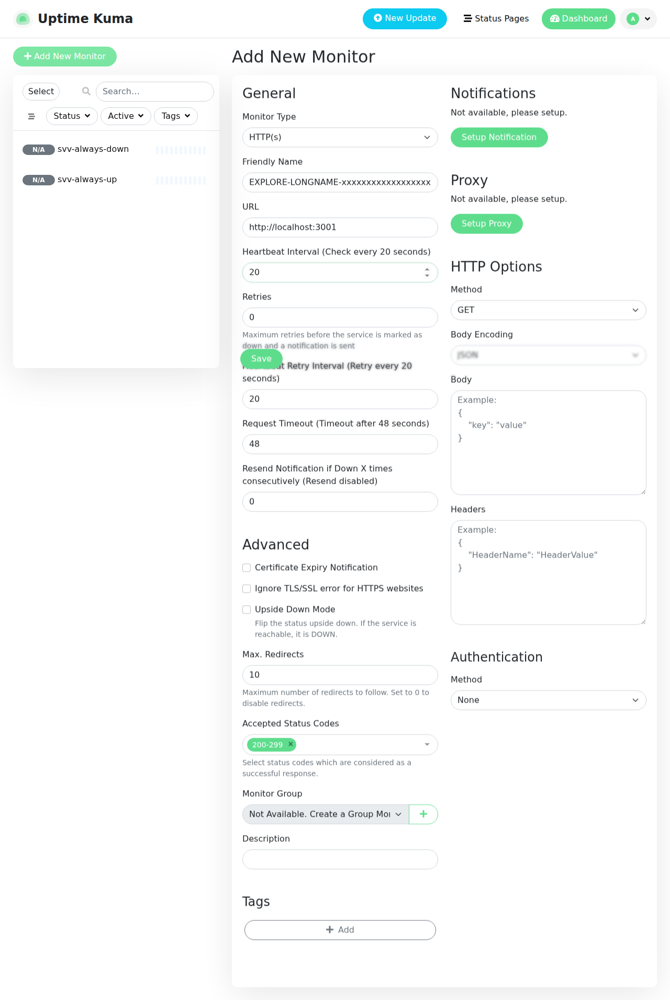 Uptime Kuma
New Update
Status Pages
Dashboard
A
Add New Monitor
Select
Search...
Status
Active
Tags
N/A svv-always-down
N/A svv-always-up
Add New Monitor
General
Monitor Type
HTTP(s)
Friendly Name
EXPLORE-LONGNAME-xxxxxxxxxxxxxxxxxx
URL
http://localhost:3001
Heartbeat Interval (Check every 20 seconds)
20
Retries
0
Maximum retries before the service is marked as
down and a notification is sent
Save
Heartbeat Retry Interval (Retry every 20
seconds)
20
Request Timeout (Timeout after 48 seconds)
48
Resend Notification if Down X times
consecutively (Resend disabled)
0
Advanced
Certificate Expiry Notification
Ignore TLS/SSL error for HTTPS websites
Upside Down Mode
Flip the status upside down. If the service is
reachable, it is DOWN.
Max. Redirects
10
Maximum number of redirects to follow. Set to 0 to
disable redirects.
Accepted Status Codes
200-299 ×
Select status codes which are considered as a
successful response.
Monitor Group
Not Available. Create a Group Mor
Description
Tags
Add
Notifications
Not available, please setup.
Setup Notification
Proxy
Not available, please setup.
Setup Proxy
HTTP Options
Method
GET
Body Encoding
JSON
Body
Example:
{
"key": "value"
}
Headers
Example:
{
"HeaderName": "HeaderValue"
}
Authentication
Method
None